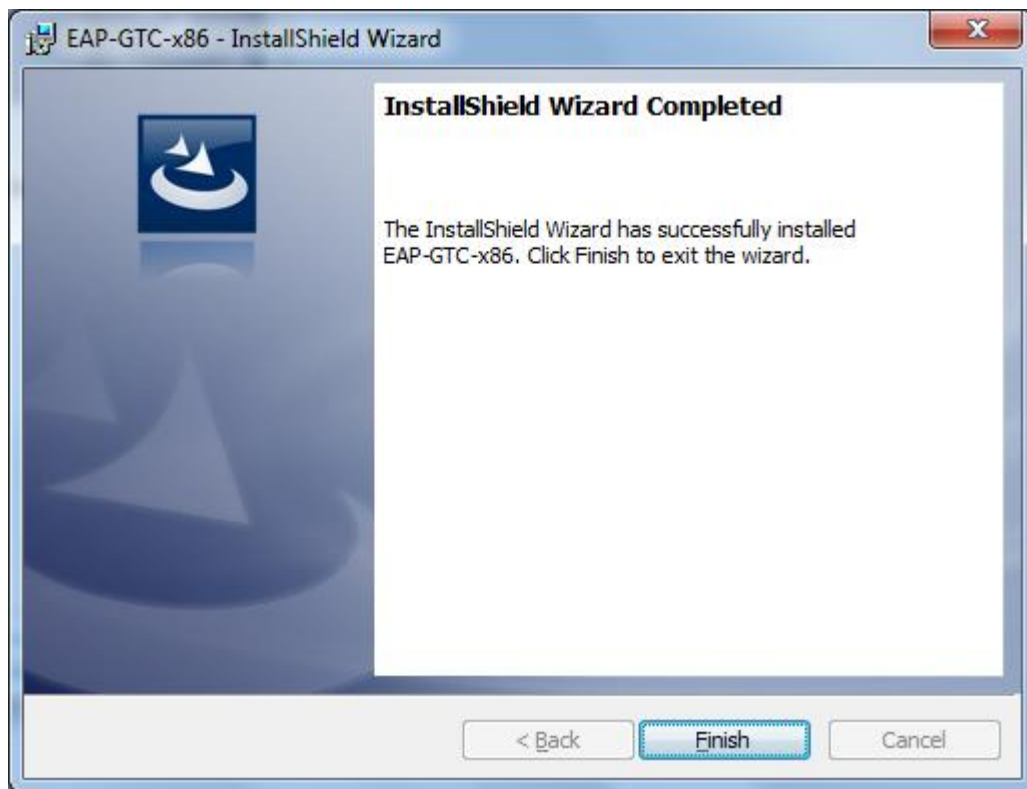 EAP-GTC-x86 - InstallShield Wizard
InstallShield Wizard Completed
The InstallShield Wizard has successfully installed
EAP-GTC-x86. Click Finish to exit the wizard.
< Back
Finish
Cancel